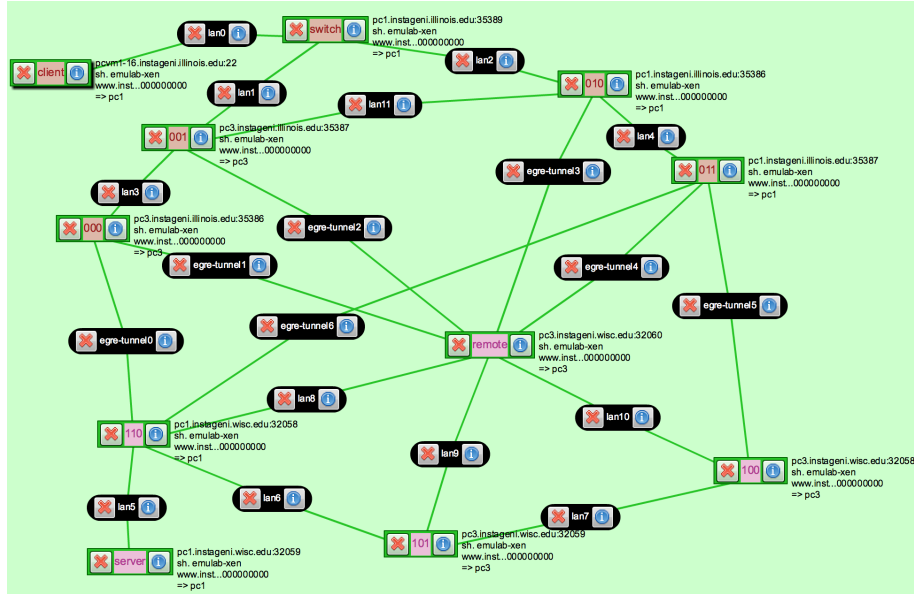 lan0
switch
pc1.instageni.illinois.edu:35389
sh. emulab-xen
www.inst...000000000
=> pc1
client
pcvm1-16.instageni.illinois.edu:22
sh. emulab-xen
www.inst...000000000
=> pc1
lan2
010
pc1.instageni.illinois.edu:35386
sh. emulab-xen
www.inst...000000000
=> pc1
lan1
lan11
001
pc3.instageni.illinois.edu:35387
sh. emulab-xen
www.inst...000000000
=> pc3
lan4
egre-tunnel3
011
pc1.instageni.illinois.edu:35387
sh. emulab-xen
www.inst...000000000
=> pc1
lan3
000
pc3.instageni.illinois.edu:35386
sh. emulab-xen
www.inst...000000000
=> pc3
egre-tunnel2
egre-tunnel1
egre-tunnel4
egre-tunnel5
egre-tunnel0
egre-tunnel6
remote
pc3.instageni.wisc.edu:32060
sh. emulab-xen
www.inst...000000000
=> pc3
lan8
lan10
110
pc1.instageni.wisc.edu:32058
sh. emulab-xen
www.inst...000000000
=> pc1
lan9
100
pc3.instageni.wisc.edu:32058
sh. emulab-xen
www.inst...000000000
=> pc3
lan5
lan6
lan7
101
pc3.instageni.wisc.edu:32059
sh. emulab-xen
www.inst...000000000
=> pc3
server
pc1.instageni.wisc.edu:32059
sh. emulab-xen
www.inst...000000000
=> pc1